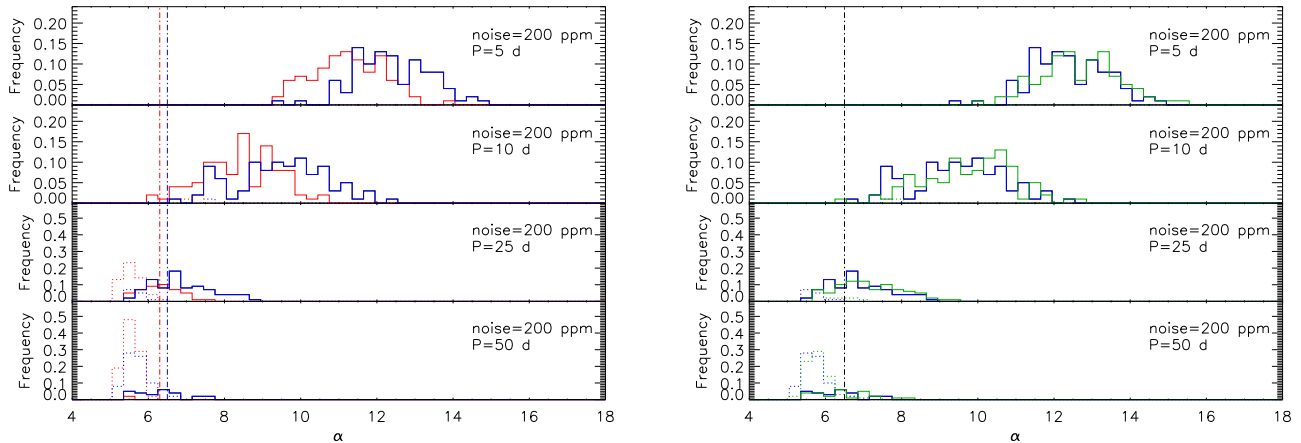 0.20
0.15
0.10
0.05
0.00
Frequency
noise=200 ppm
P=5 d
0.20
0.15
0.10
0.05
0.00
Frequency
noise=200 ppm
P=10 d
0.5
0.4
0.3
0.2
0.1
0.0
Frequency
noise=200 ppm
P=25 d
0.5
0.4
0.3
0.2
0.1
0.0
Frequency
noise=200 ppm
P=50 d
4 6 8 10 12 14 16 18
α
0.20
0.15
0.10
0.05
0.00
Frequency
noise=200 ppm
P=5 d
0.20
0.15
0.10
0.05
0.00
Frequency
noise=200 ppm
P=10 d
0.5
0.4
0.3
0.2
0.1
0.0
Frequency
noise=200 ppm
P=25 d
0.5
0.4
0.3
0.2
0.1
0.0
Frequency
noise=200 ppm
P=50 d
4 6 8 10 12 14 16 18
α